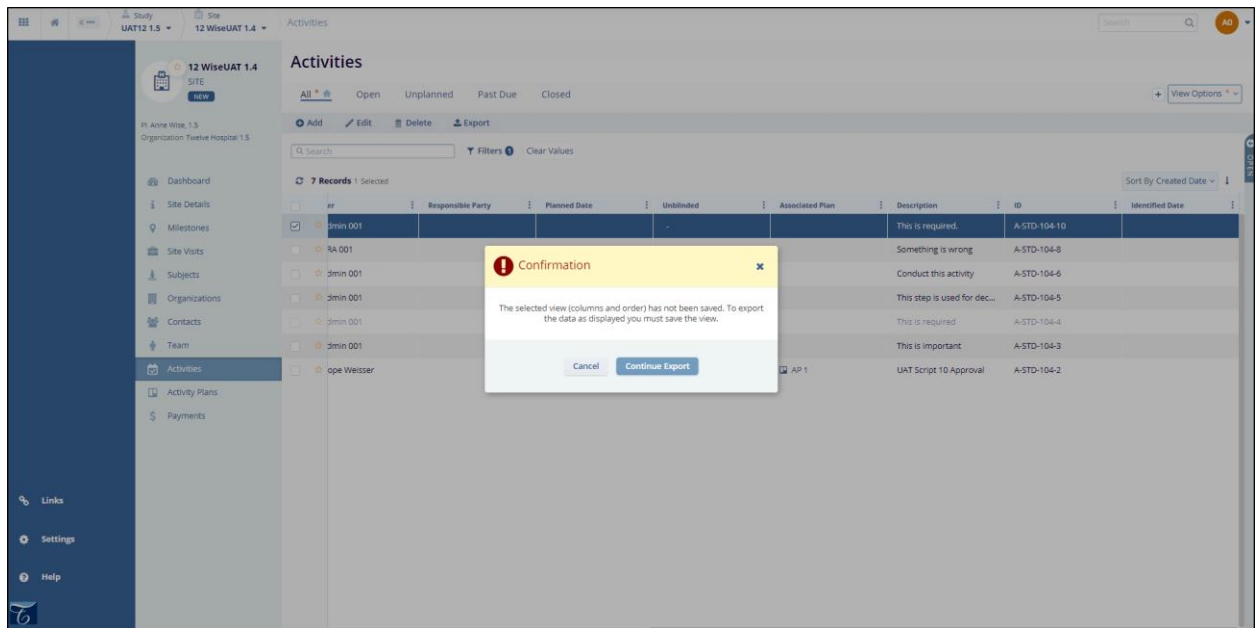 Study
UAT12 1.5
Site
12 WiseUAT 1.4
Activities
Search
AO
12 WiseUAT 1.4
SITE
NEW
PI: Anne Wise, 1.5
Organization Twelve Hospital 1.5
Dashboard
Site Details
Milestones
Site Visits
Subjects
Organizations
Contacts
Team
Activities
Activity Plans
Payments
Links
Settings
Help
Activities
All * Open Unplanned Past Due Closed
+ View Options *
Add Edit Delete Export
Search Filters 1 Clear Values
OPEN
7 Records 1 Selected Sort By Created Date
er Responsible Party Planned Date Unblinded Associated Plan Description ID Identified Date
dmin 001 - This is required. A-STD-104-10
RA 001 Something is wrong A-STD-104-8
dmin 001 Conduct this activity A-STD-104-6
dmin 001 This step is used for dec... A-STD-104-5
dmin 001 This is required A-STD-104-4
dmin 001 This is important A-STD-104-3
ope Weisser AP 1 UAT Script 10 Approval A-STD-104-2
Confirmation
The selected view (columns and order) has not been saved. To export
the data as displayed you must save the view.
Cancel Continue Export